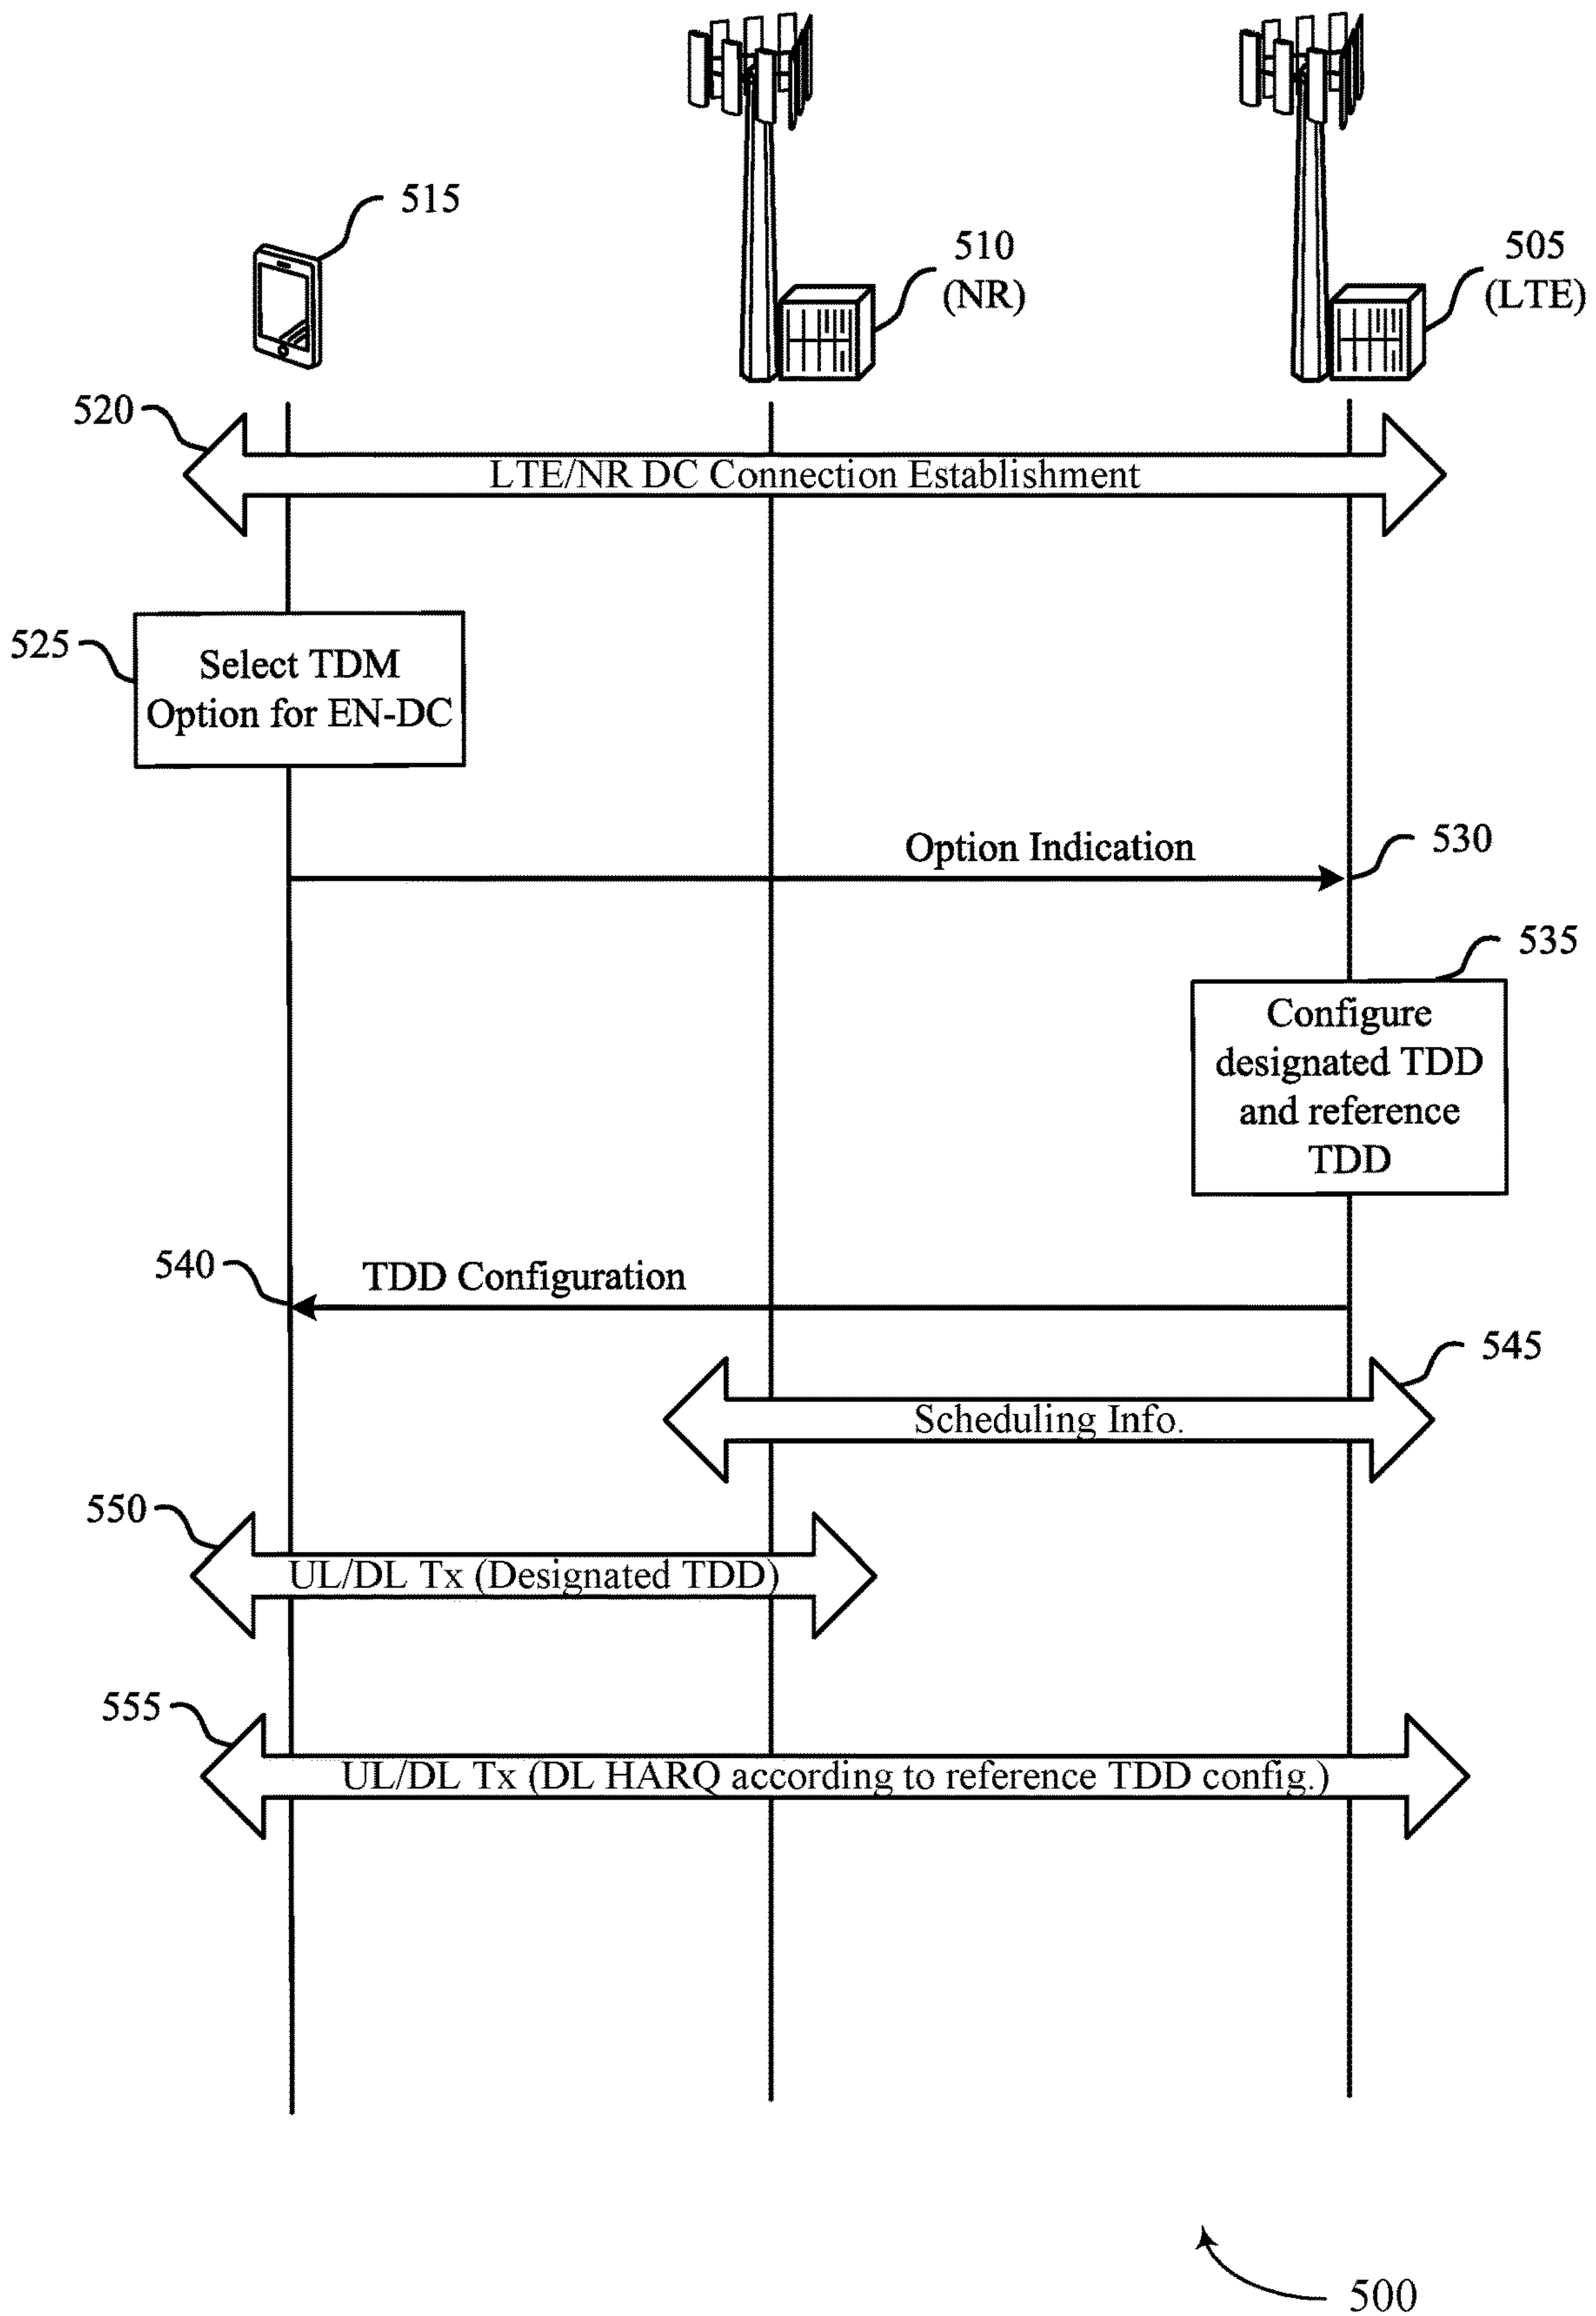 515
510
(NR)
505
(LTE)
520
LTE/NR DC Connection Establishment
525
Select TDM
Option for EN-DC
Option Indication
530
535
Configure
designated TDD
and reference
TDD
540
TDD Configuration
545
Scheduling Info.
550
UL/DL Tx (Designated TDD)
555
UL/DL Tx (DL HARQ according to reference TDD config.)
500